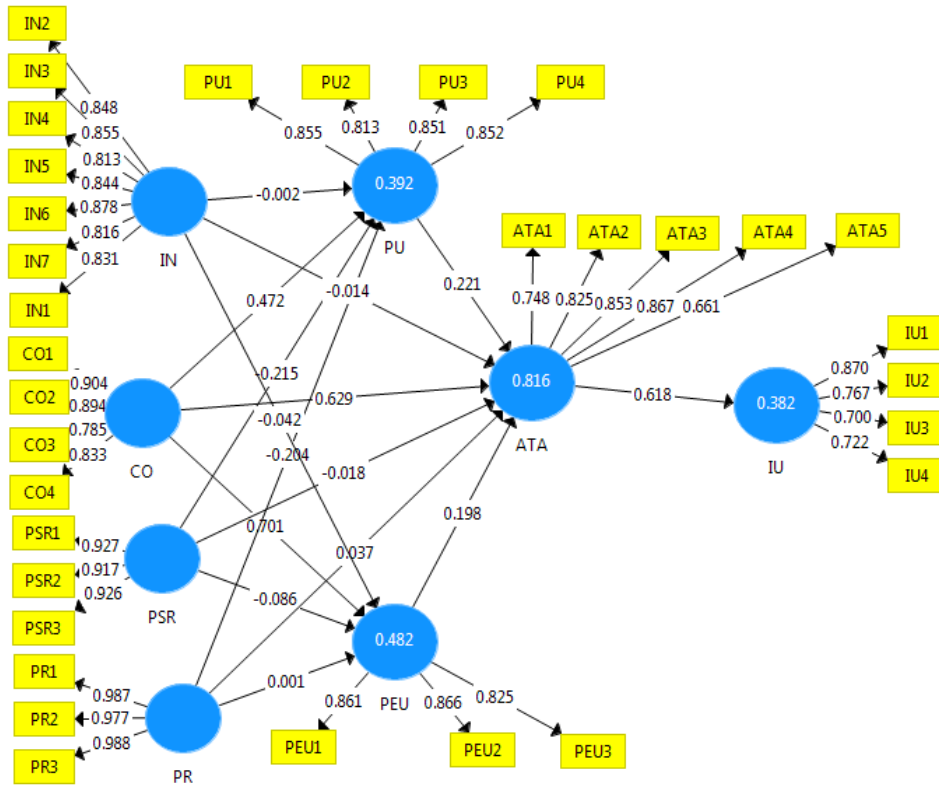 IN2
IN3
IN4
IN5
IN6
IN7
IN1
0.848
0.855
0.813
0.844
0.878
0.816
0.831
IN
PU1
PU2
PU3
PU4
0.855
0.813
0.851
0.852
0.392
PU
-0.002
-0.014
0.472
0.221
ATA1
ATA2
ATA3
ATA4
ATA5
0.748
0.825
0.853
0.867
0.661
0.816
ATA
0.618
0.382
IU
IU1
IU2
IU3
IU4
0.870
0.767
0.700
0.722
CO1
CO2
CO3
CO4
0.904
0.894
0.785
0.833
CO
-0.215
0.629
-0.042
-0.204
-0.018
0.701
0.037
0.198
PSR1
PSR2
PSR3
0.927
0.917
0.926
PSR
-0.086
0.482
PEU
0.001
PR1
PR2
PR3
0.987
0.977
0.988
PR
0.861
0.866
0.825
PEU1
PEU2
PEU3